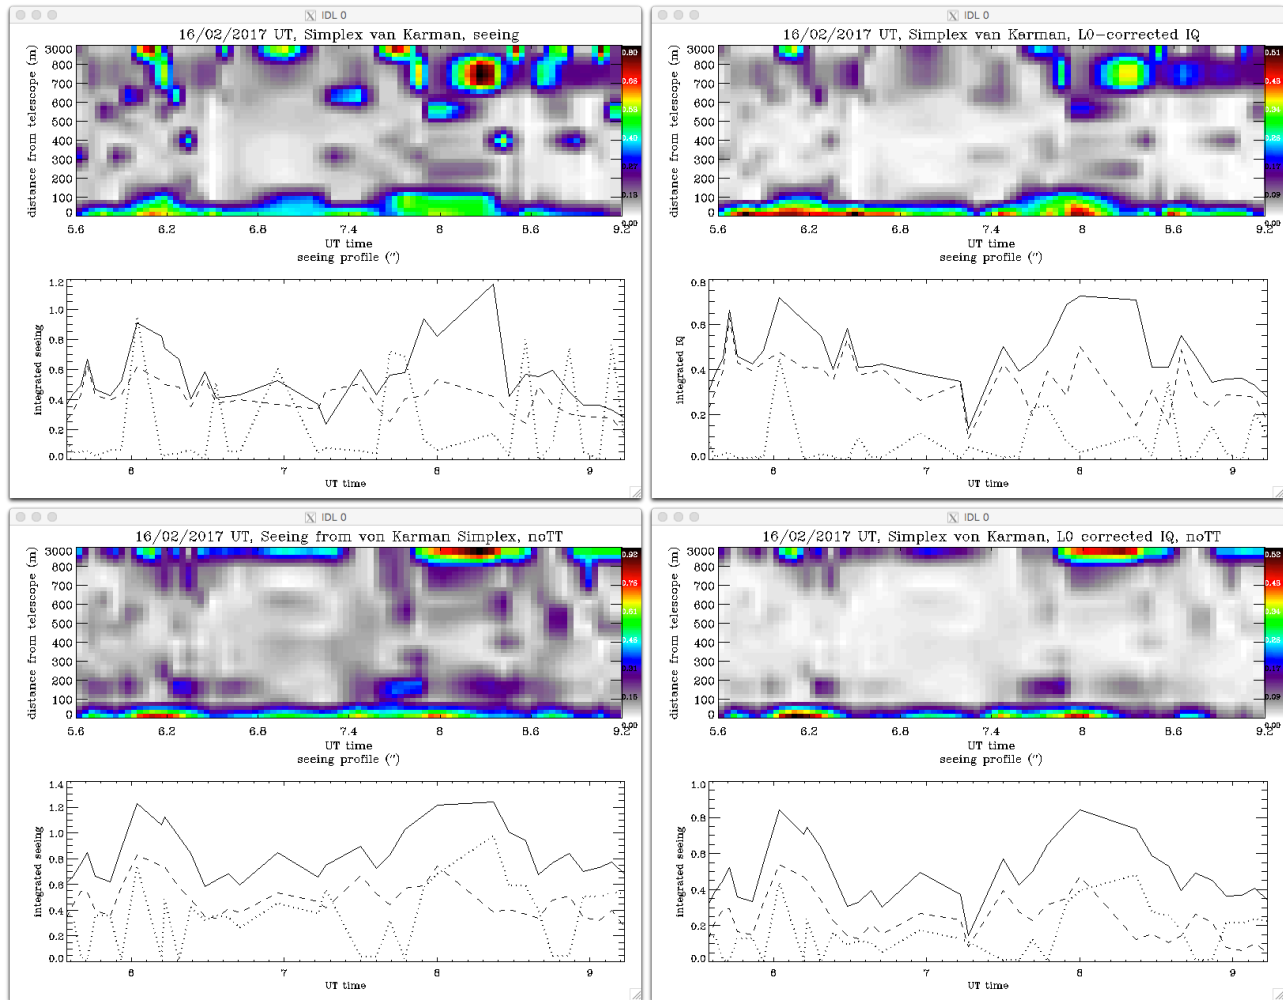 IDL 0
16/02/2017 UT, Simplex van Karman, seeing
distance from telescope (m)
3000
800
700
600
500
400
300
200
100
0
5.6 6.2 6.8 7.4 8 8.6 9.2
UT time
seeing profile (")
integrated seeing
1.2
1.0
0.8
0.6
0.4
0.2
0.0
6 7 8 9
UT time
IDL 0
16/02/2017 UT, Simplex van Karman, L0-corrected IQ
distance from telescope (m)
3000
800
700
600
500
400
300
200
100
0
5.6 6.2 6.8 7.4 8 8.6 9.2
UT time
seeing profile (")
integrated IQ
0.8
0.6
0.4
0.2
0.0
6 7 8 9
UT time
IDL 0
16/02/2017 UT, Seeing from von Karman Simplex, noTT
distance from telescope (m)
3000
800
700
600
500
400
300
200
100
0
5.6 6.2 6.8 7.4 8 8.6 9.2
UT time
seeing profile (")
integrated seeing
1.4
1.2
1.0
0.8
0.6
0.4
0.2
0.0
6 7 8 9
UT time
IDL 0
16/02/2017 UT, Simplex von Karman, L0 corrected IQ, noTT
distance from telescope (m)
3000
800
700
600
500
400
300
200
100
0
5.6 6.2 6.8 7.4 8 8.6 9.2
UT time
seeing profile (")
integrated seeing
1.0
0.8
0.6
0.4
0.2
0.0
6 7 8 9
UT time